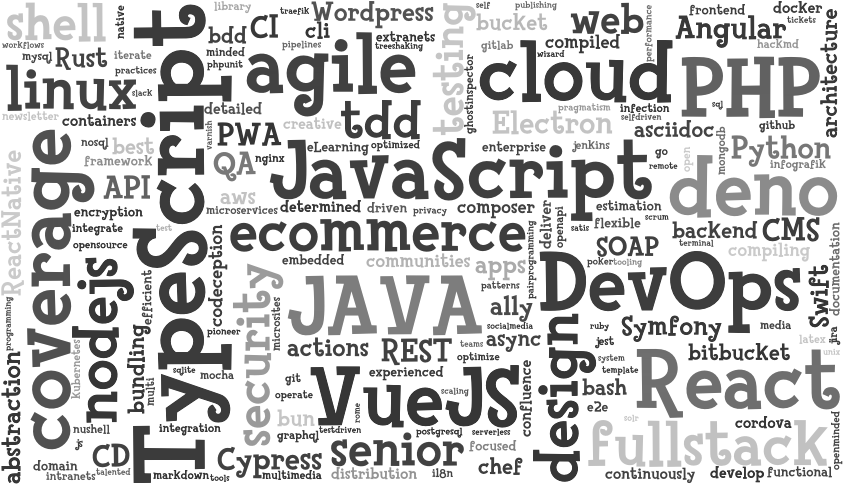 shell
native
library
traefik
Wordpress
self
publishing
bucket
web
frontend
docker
tickets
workflows
mysql
Rust
iterate
practices
bdd
CI
cli
extranets
treeshaking
minded
pipelines
phpunit
gitlab
compiled
wizard
performance
Angular
hackmd
architecture
linux
slack
TypeScript
agile
testing
ghostinspector
cloud
PHP
sql
newsletter
containers
detailed
varnish
PWA
creative
tdd
Electron
pragmatism
infection
selfdriven
asciidoc
github
nosql
best
framework
QA
nginx
eLearning
optimized
enterprise
jenkins
go
remote
open
mongodb
Python
infografik
ReactNative
coverage
API
aws
JavaScript
deno
encryption
microservices
determined
driven
privacy
composer
deliver
openapi
estimation
scrum
satis
flexible
integrate
opensource
tert
codeception
ecommerce
pairprogramming
SOAP
backend
CMS
terminal
compiling
documentation
nodejs
efficient
security
microsites
embedded
communities
apps
patterns
poker
tooling
DevOps
Swift
jira
programming
kubernetes
bundling
multi
pioneer
JAVA
ally
socialmedia
async
design
ruby
Symfony
media
latex
unix
abstraction
actions
REST
teams
optimize
jest
system
template
bitbucket
sqlite
mocha
git
operate
experienced
VueJS
scaling
confluence
bash
e2e
React
nushell
js
integration
bun
rome
graphql
testdriven
postgresql
serverless
solr
cordova
openminded
domain
intranets
CD
talented
markdown
tools
Cypress
multimedia
senior
distribution
i18n
focused
chef
fullstack
continuously
develop
functional